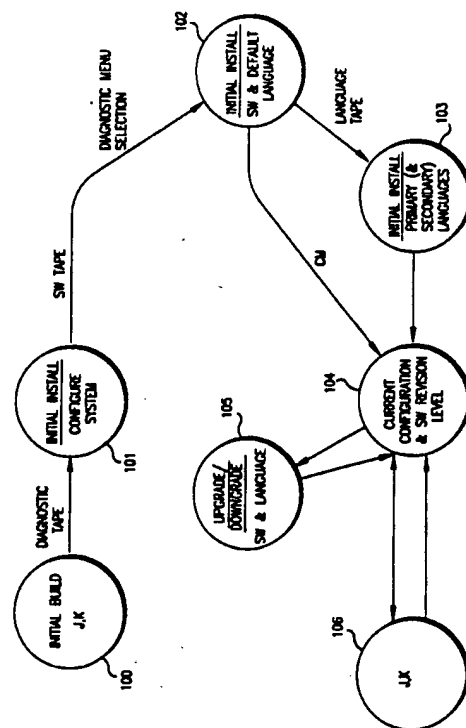 INITIAL BUILD
J,K
100
DIAGNOSTIC
TAPE
INITIAL INSTALL
CONFIGURE
SYSTEM
101
SW TAPE
DIAGNOSTIC MENU
SELECTION
102
INITIAL INSTALL
SW & DEFAULT
LANGUAGE
LANGUAGE
TAPE
103
INITIAL INSTALL
PRIMARY (&
SECONDARY)
LANGUAGES
CW
104
CURRENT
CONFIGURATION
& SW REVISION
LEVEL
105
UPGRADE/
DOWNGRADE
SW & LANGUAGE
106
J,K